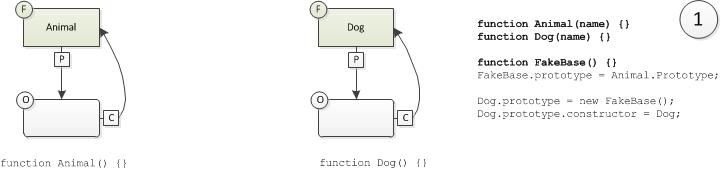 F
Animal
P
O
C
function Animal() {}
F
Dog
P
O
C
function Dog() {}
1
function Animal(name) {}
function Dog(name) {}
function FakeBase() {}
FakeBase.prototype = Animal.Prototype;
Dog.prototype = new FakeBase();
Dog.prototype.constructor = Dog;